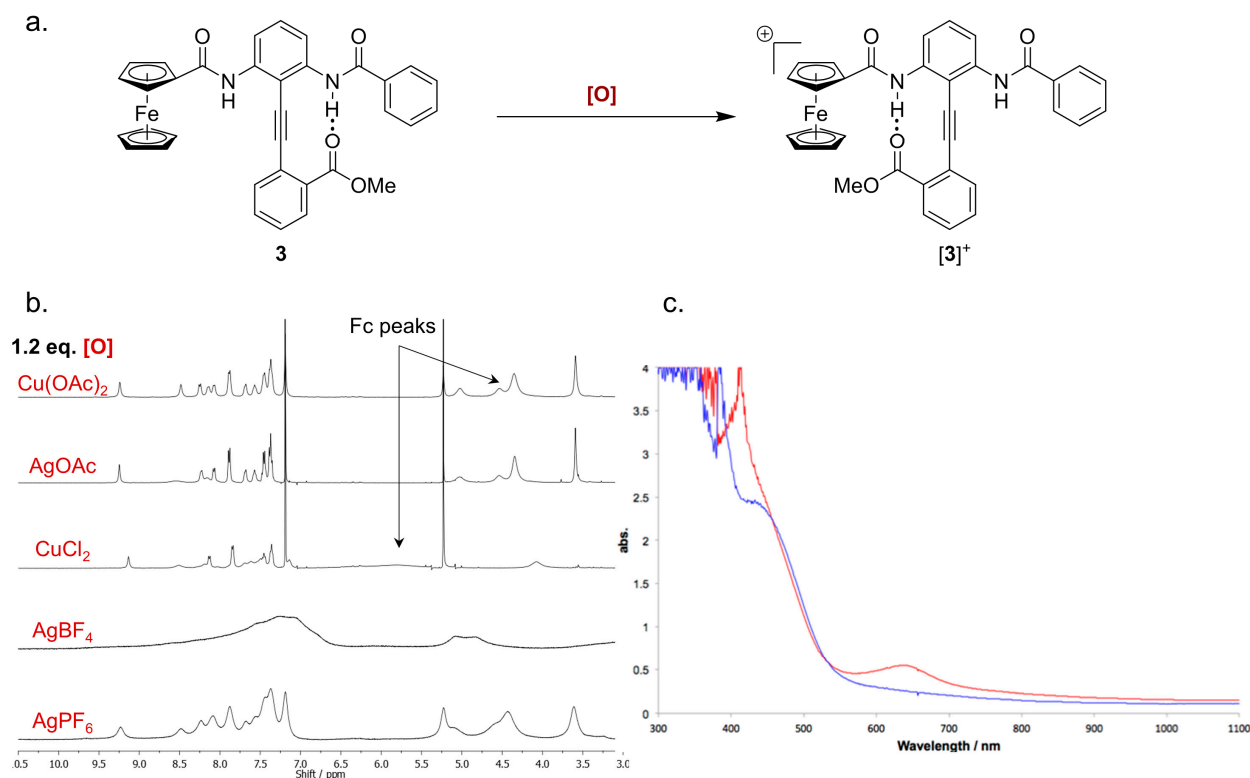 a.
O
N
H
N
H
O
Fe
O
OMe
3
[O]
⊕
O
N
H
N
H
O
Fe
O
MeO
[3]⁺
b.
1.2 eq. [O]
Fc peaks
Cu(OAc)₂
AgOAc
CuCl₂
AgBF₄
AgPF₆
10.5 10.0 9.5 9.0 8.5 8.0 7.5 7.0 6.5 6.0 5.5 5.0 4.5 4.0 3.5 3.0
Shift / ppm
c.
abs.
4
3.5
3
2.5
2
1.5
1
0.5
0
300 400 500 600 700 800 900 1000 1100
Wavelength / nm